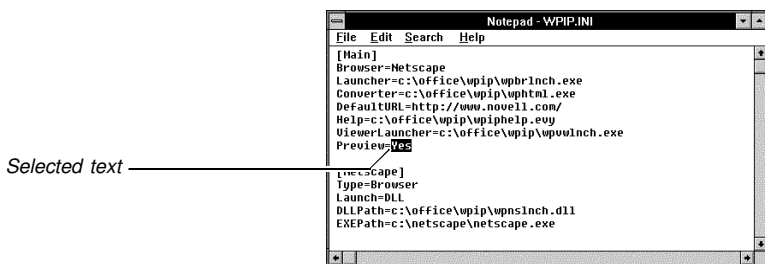 Notepad - WPIP.INI
File Edit Search Help
[Main]
Browser=Netscape
Launcher=c:\office\wpip\wpbrlnch.exe
Converter=c:\office\wpip\wphtml.exe
DefaultURL=http://www.novell.com/
Help=c:\office\wpip\wpiphelp.evy
ViewerLauncher=c:\office\wpip\wpvwlnch.exe
Preview=Yes
Selected text
[Netscape]
Type=Browser
Launch=DLL
DLLPath=c:\office\wpip\wpnslnch.dll
EXEPath=c:\netscape\netscape.exe